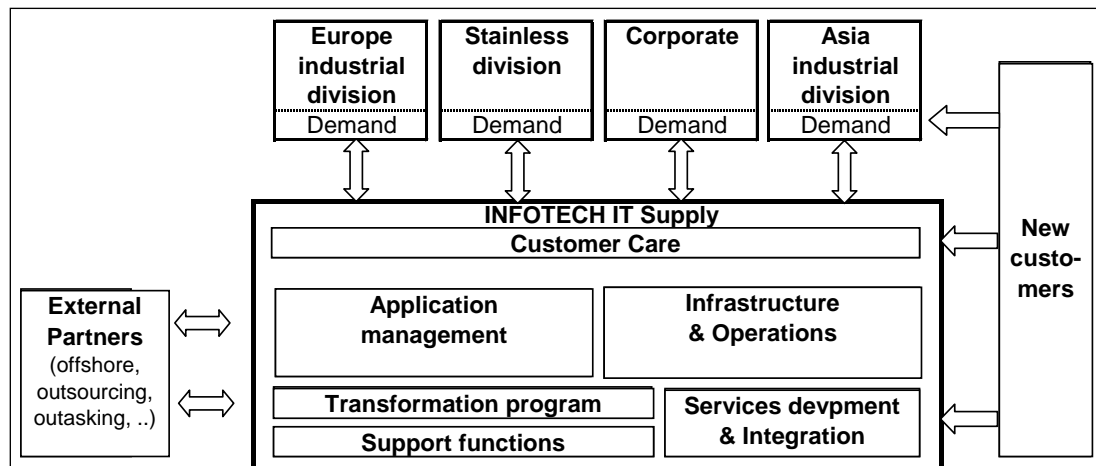 Europe
industrial
division
Demand
Stainless
division
Demand
Corporate
Demand
Asia
industrial
division
Demand
INFOTECH IT Supply
Customer Care
New
custo-
mers
External
Partners
(offshore,
outsourcing,
outasking, ..)
Application
management
Infrastructure
& Operations
Transformation program
Support functions
Services devpment
& Integration